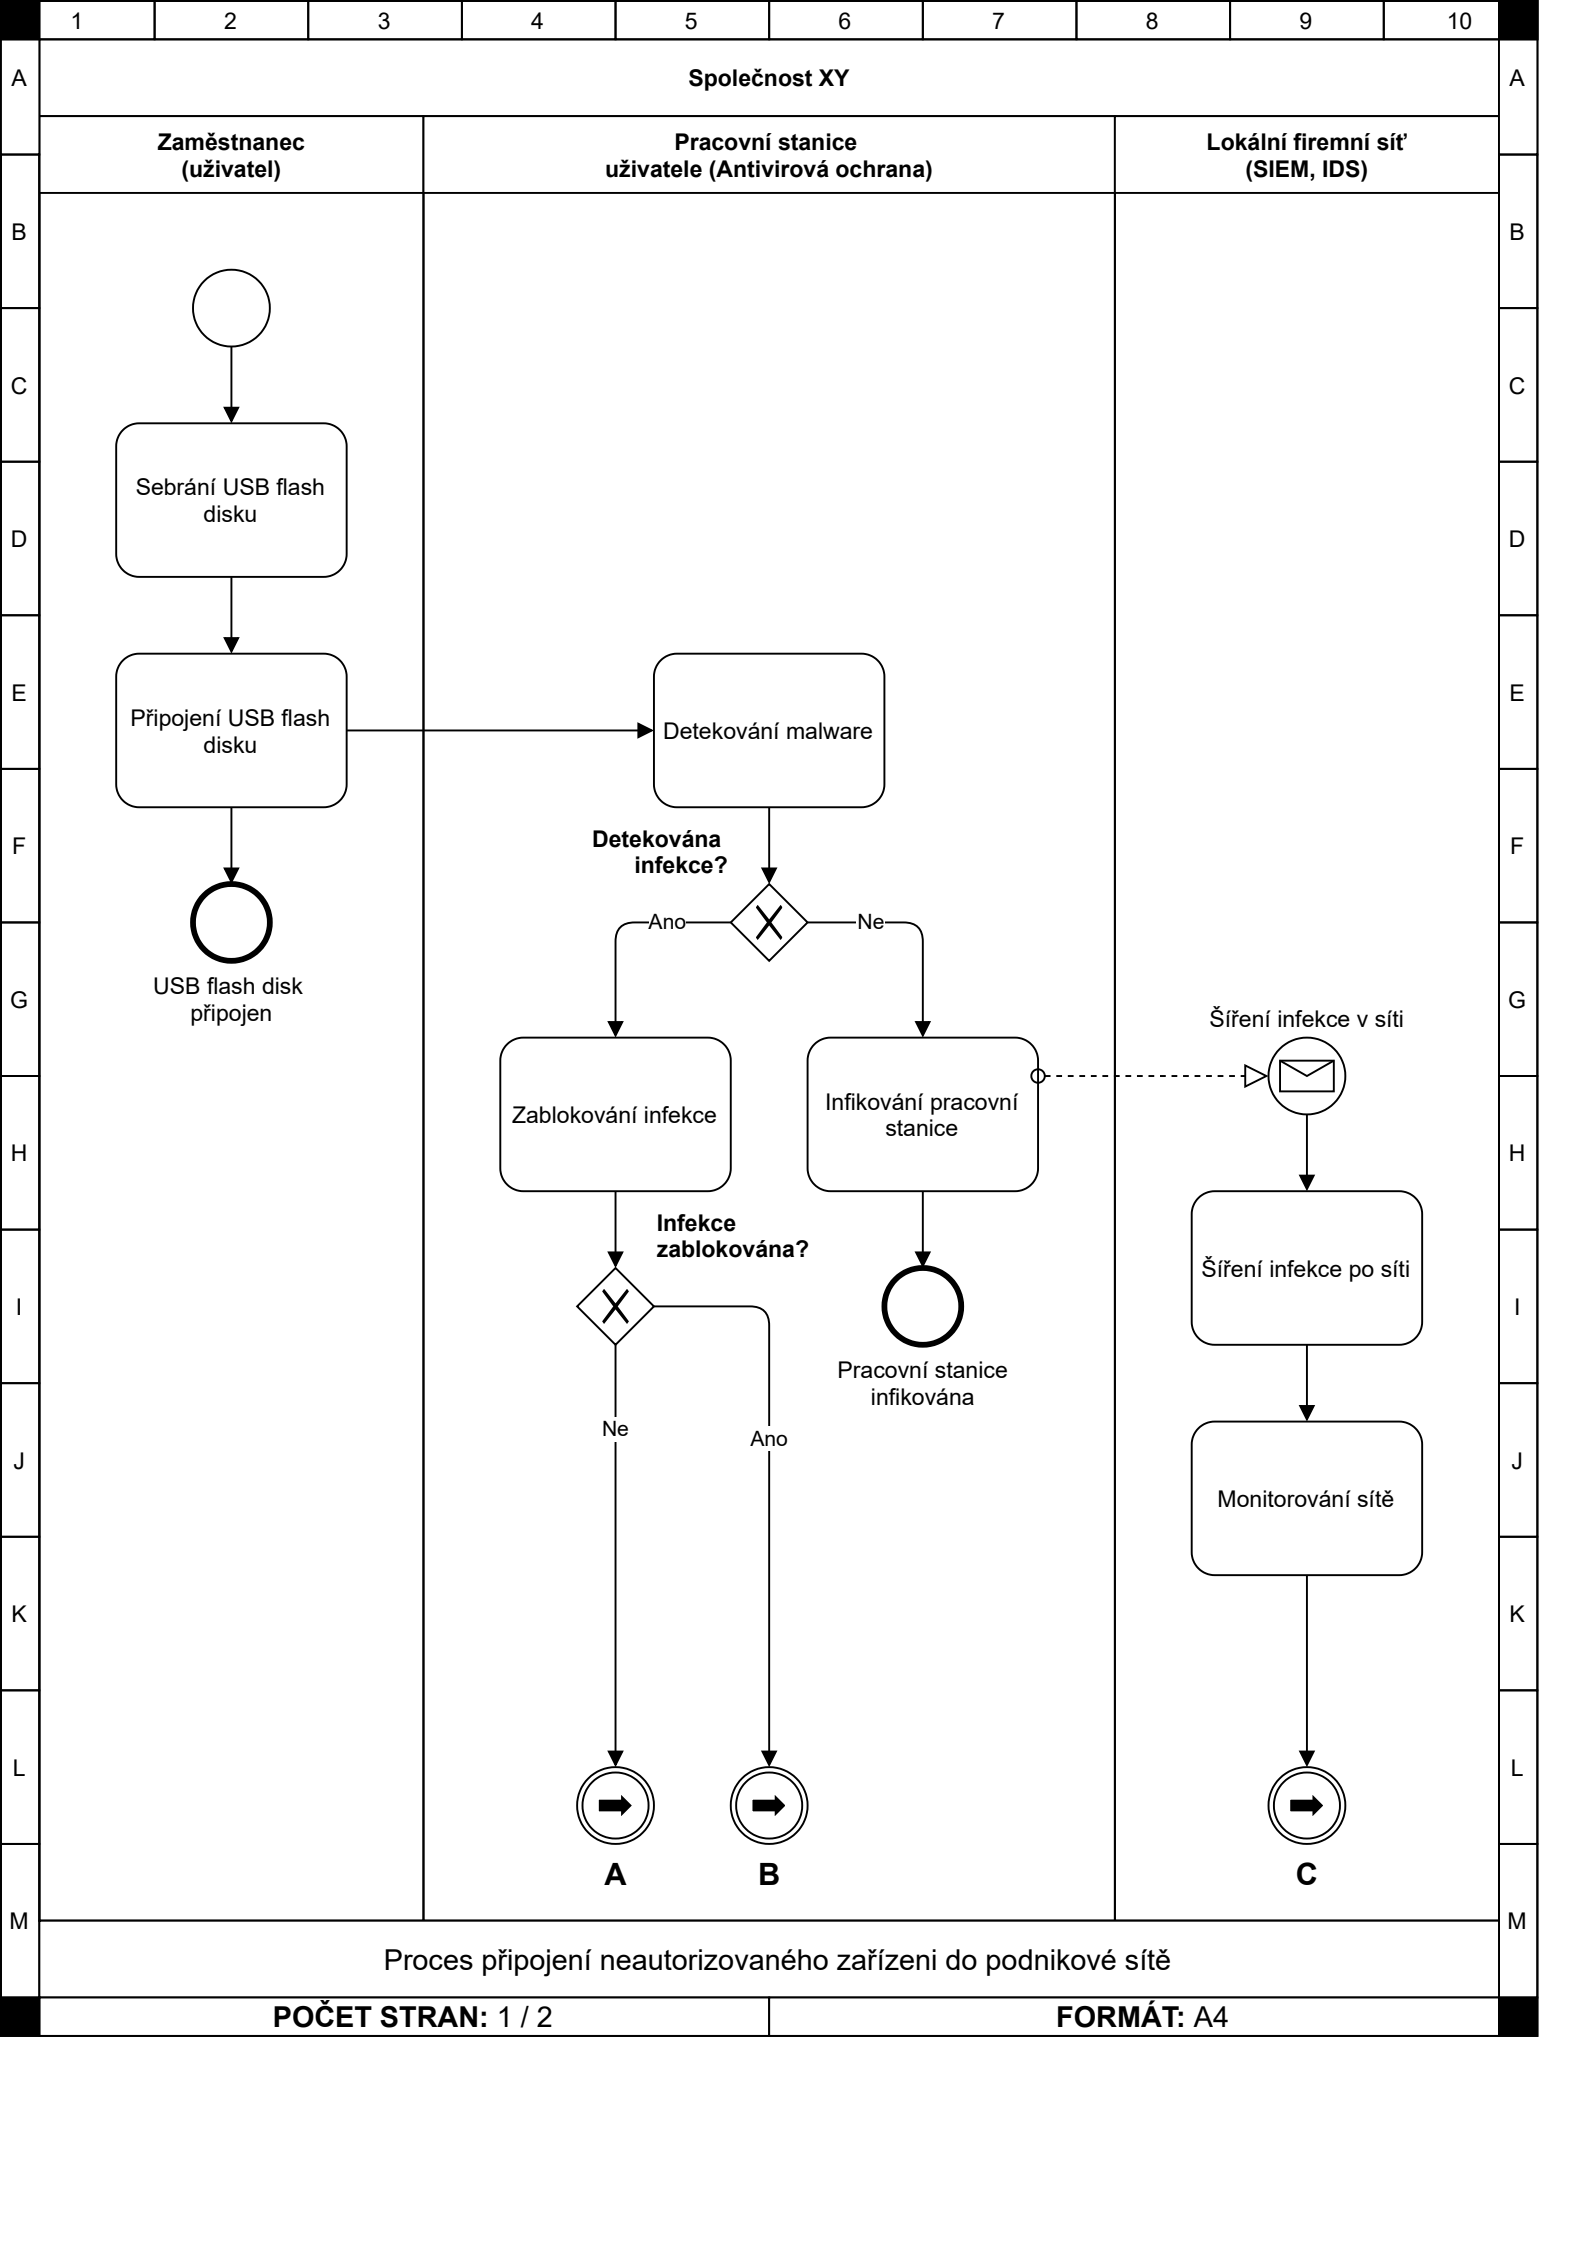 1 2 3 4 5 6 7 8 9 10
A A
Společnost XY
Zaměstnanec
(uživatel)
Pracovní stanice
uživatele (Antivirová ochrana)
Lokální firemní síť
(SIEM, IDS)
B B
C C
Sebrání USB flash
disku
D D
E E
Připojení USB flash
disku
Detekování malware
F F
Detekována
infekce?
Ano
Ne
USB flash disk
připojen
G G
Šíření infekce v síti
Zablokování infekce
Infikování pracovní
stanice
H H
Infekce
zablokována?
Šíření infekce po síti
I I
Pracovní stanice
infikována
Ne
Ano
J J
Monitorování sítě
K K
L L
A
B
C
M M
Proces připojení neautorizovaného zařízeni do podnikové sítě
POČET STRAN: 1 / 2
FORMÁT: A4